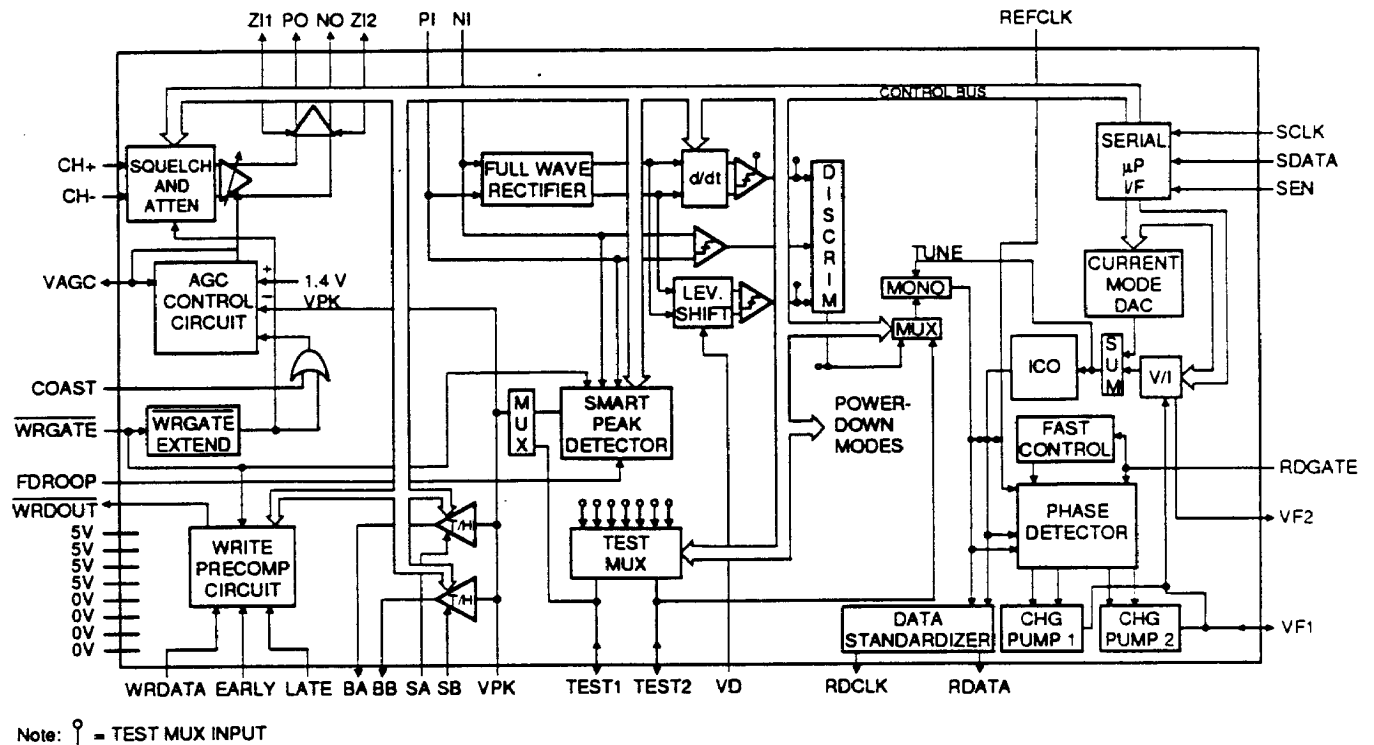 ZI1 PO NO ZI2 PI NI REFCLK
CONTROL BUS
CH+
CH-
SQUELCH
AND
ATTEN
FULL WAVE
RECTIFIER
d/dt
DISCRIM
SERIAL
µP
I/F
SCLK
SDATA
SEN
VAGC
AGC
CONTROL
CIRCUIT
+
1.4 V
–
VPK
LEV.
SHIFT
TUNE
MONO
MUX
CURRENT
MODE
DAC
ICO
SUM
V/I
COAST
WRGATE
WRGATE
EXTEND
MUX
SMART
PEAK
DETECTOR
POWER-
DOWN
MODES
FAST
CONTROL
RDGATE
FDROOP
WRDOUT
5V
5V
5V
5V
0V
0V
0V
0V
WRITE
PRECOMP
CIRCUIT
T/H
T/H
TEST
MUX
PHASE
DETECTOR
VF2
DATA
STANDARDIZER
CHG
PUMP 1
CHG
PUMP 2
VF1
WRDATA EARLY LATE BA BB SA SB VPK TEST1 TEST2 VD RDCLK RDATA
Note: = TEST MUX INPUT